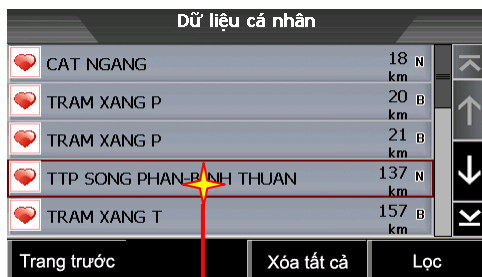 Dữ liệu cá nhân
CAT NGANG 18 N
km
TRAM XANG P 20 B
km
TRAM XANG P 21 B
km
TTP SONG PHAN-BINH THUAN 137 N
km
TRAM XANG T 157 B
km
Trang trước Xóa tất cả Lọc